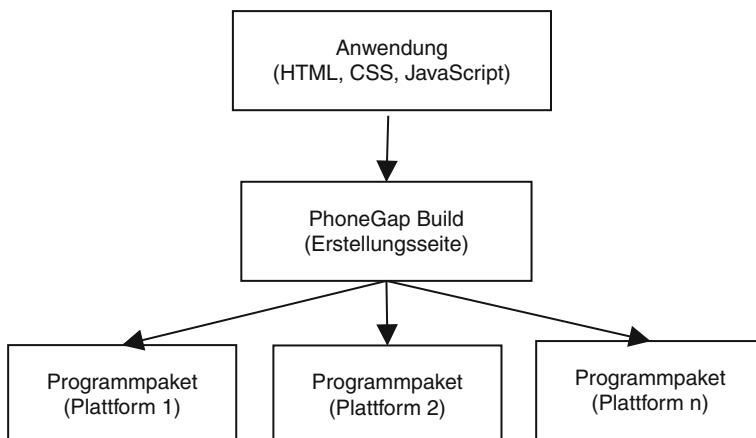 Anwendung
(HTML, CSS, JavaScript)
PhoneGap Build
(Erstellungsseite)
Programmpaket
(Plattform 1)
Programmpaket
(Plattform 2)
Programmpaket
(Plattform n)